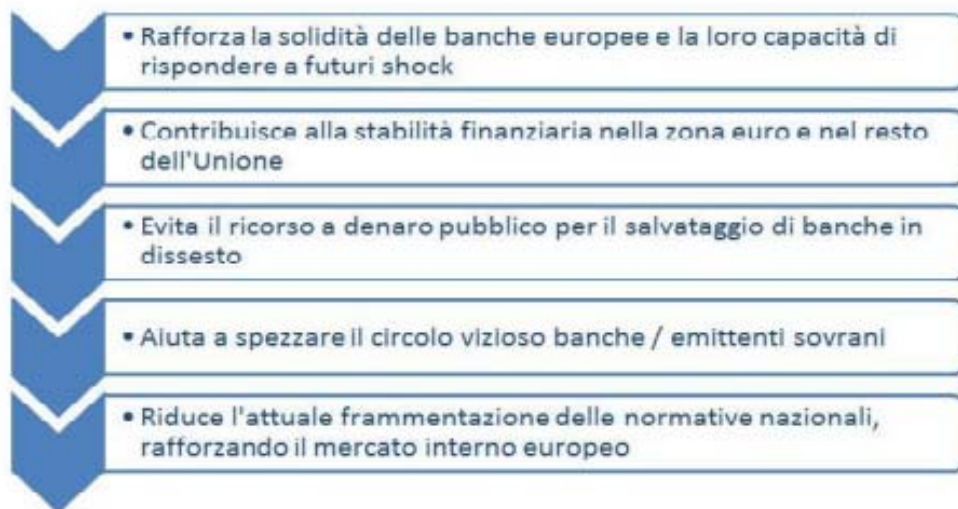 • Rafforza la solidità delle banche europee e la loro capacità di
rispondere a futuri shock
• Contribuisce alla stabilità finanziaria nella zona euro e nel resto
dell'Unione
• Evita il ricorso a denaro pubblico per il salvataggio di banche in
dissesto
• Aiuta a spezzare il circolo vizioso banche / emittenti sovrani
• Riduce l'attuale frammentazione delle normative nazionali,
rafforzando il mercato interno europeo